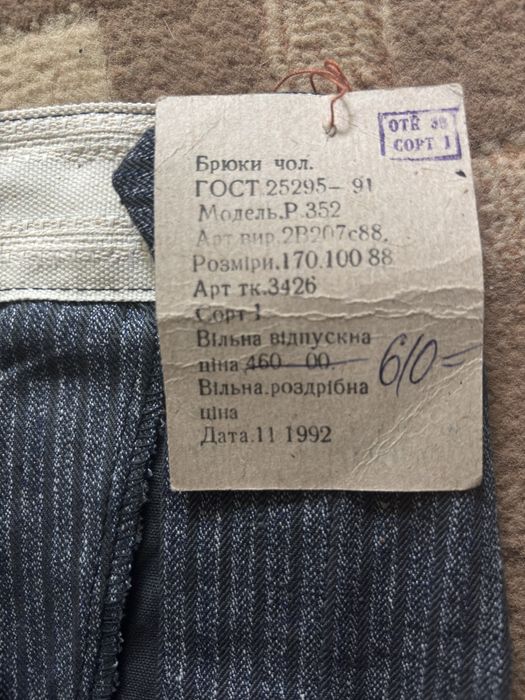 ОТК 38
СОРТ 1
Брюки чол.
ГОСТ.25295- 91
Модель.Р.352
Арт вир.2В207с88.
Розміри.170.100 88
Арт тк.3426
Сорт 1
Вільна відпускна
ціна 460 00. 610=
Вільна.роздрібна
ціна
Дата.11 1992